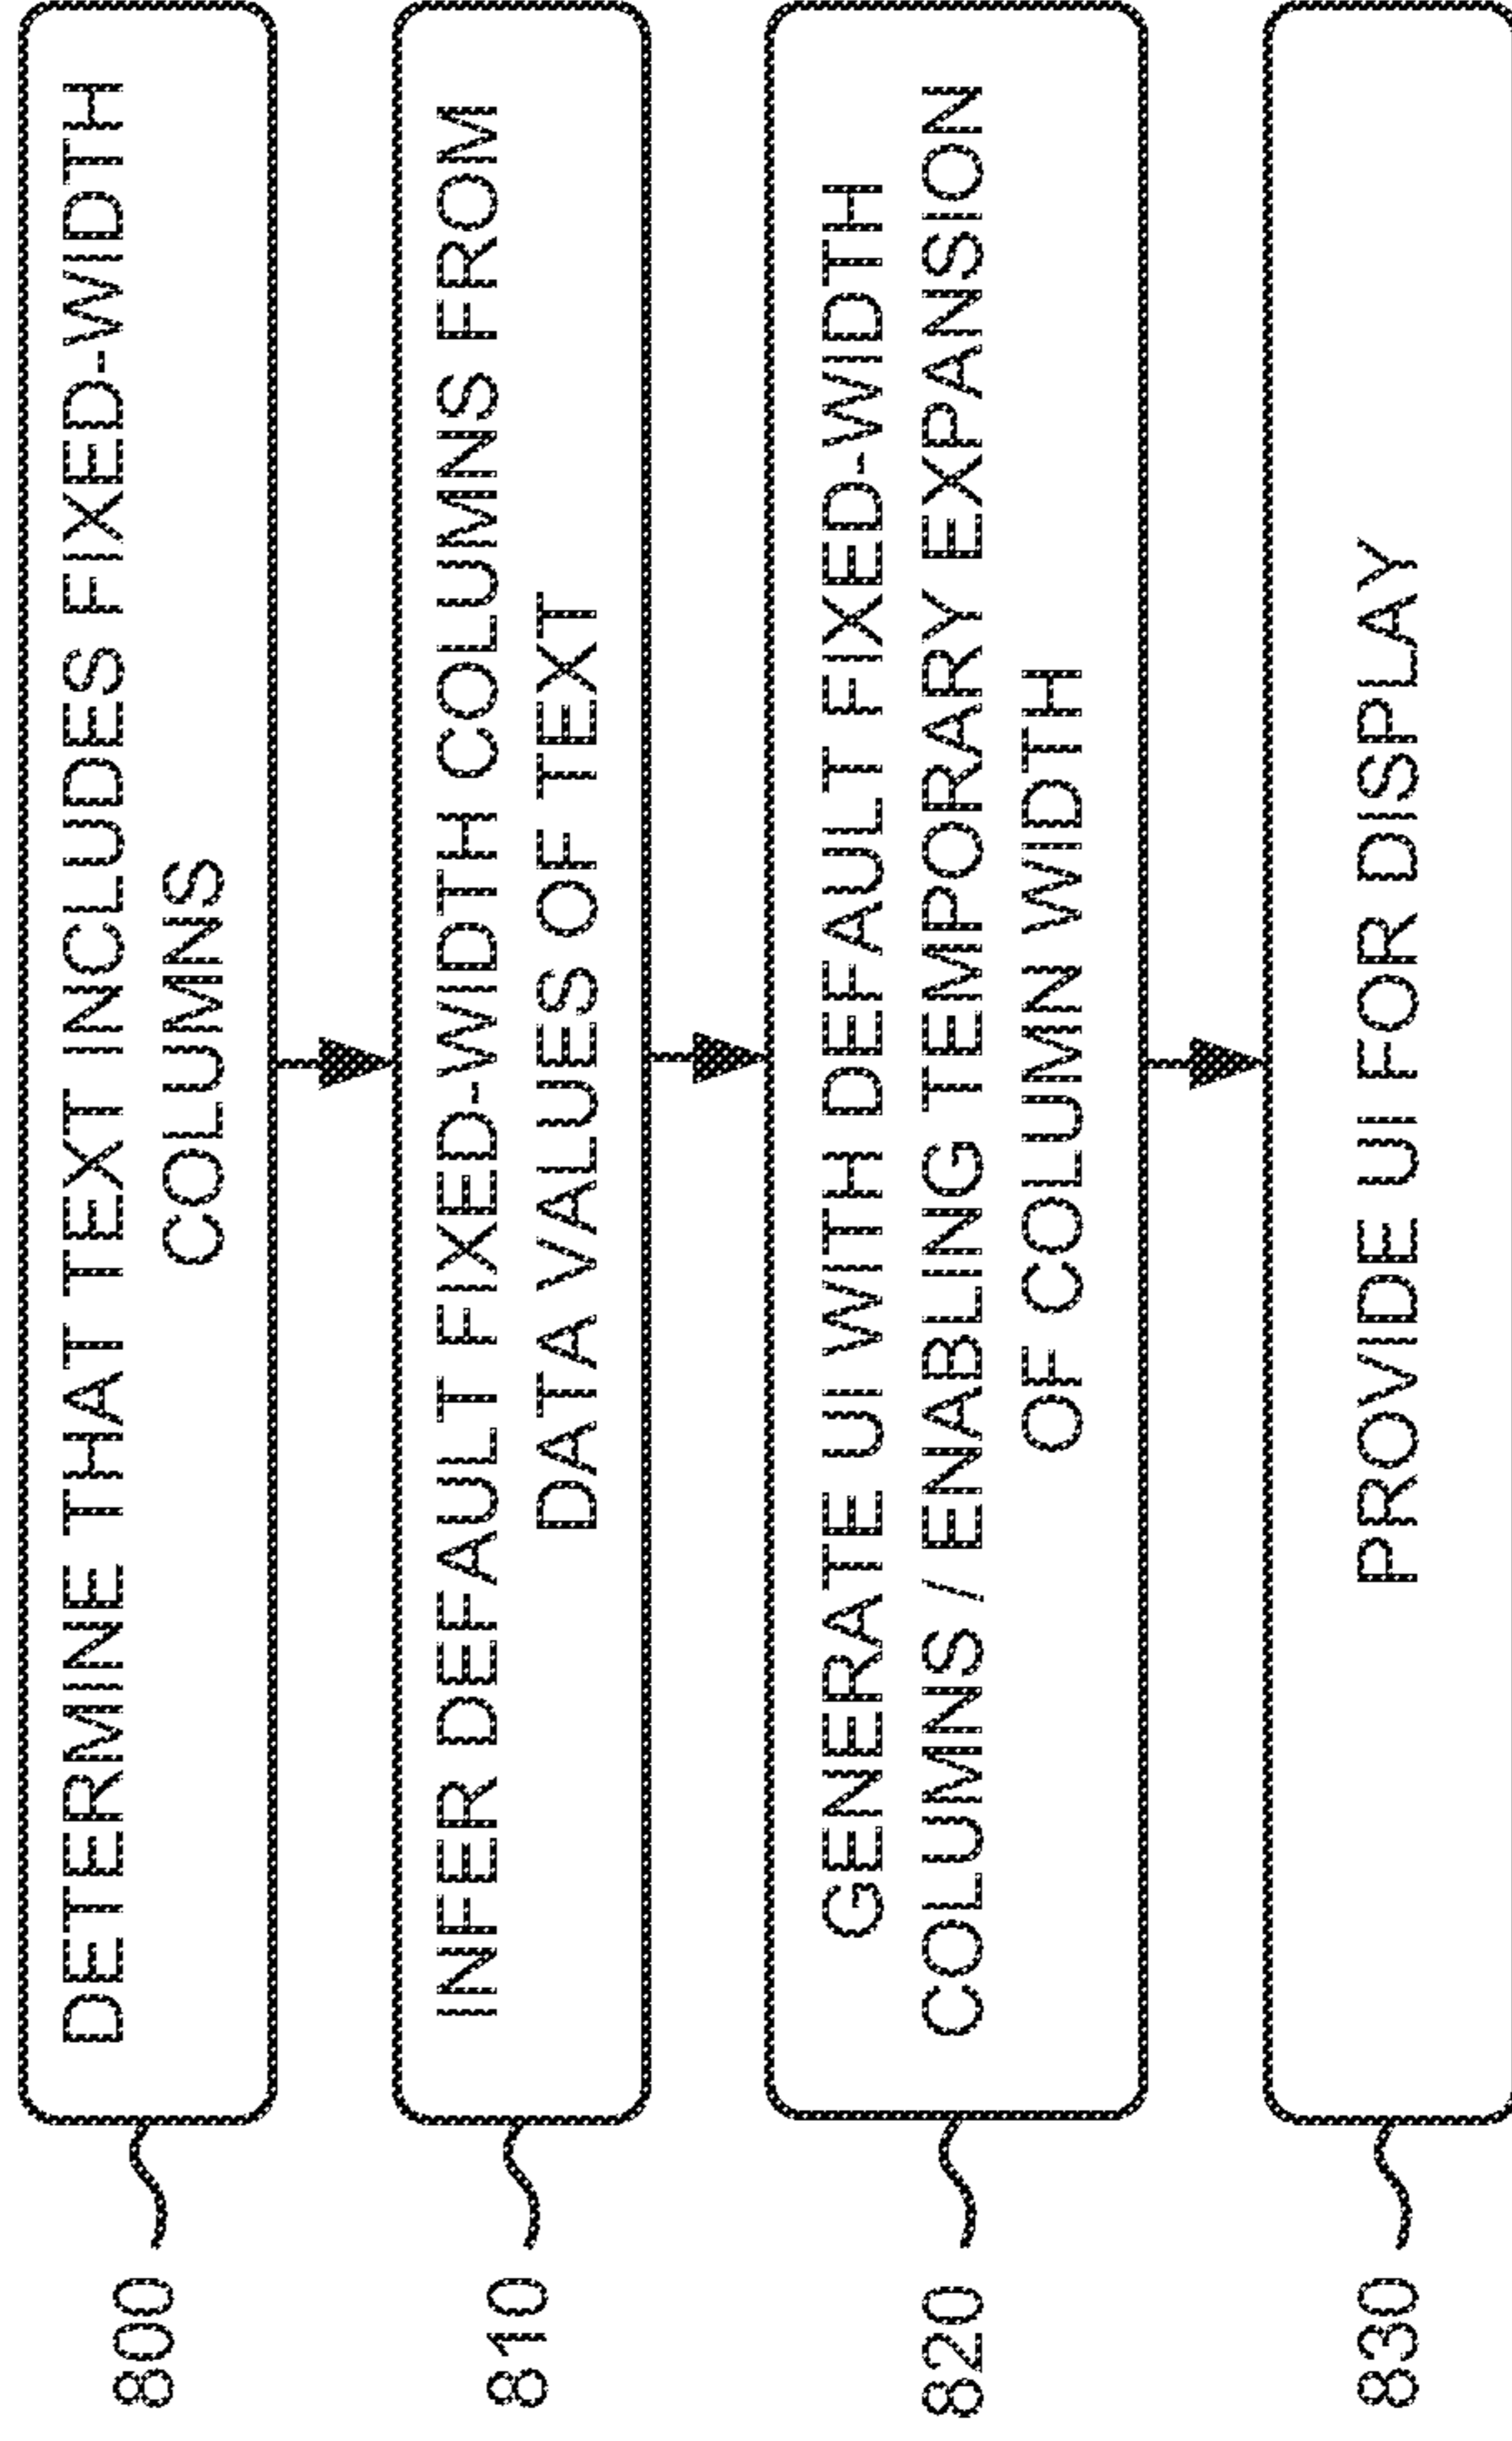 800
DETERMINE THAT TEXT INCLUDES FIXED-WIDTH
COLUMNS
810
INFER DEFAULT FIXED-WIDTH COLUMNS FROM
DATA VALUES OF TEXT
820
GENERATE UI WITH DEFAULT FIXED-WIDTH
COLUMNS / ENABLING TEMPORARY EXPANSION
OF COLUMN WIDTH
830
PROVIDE UI FOR DISPLAY